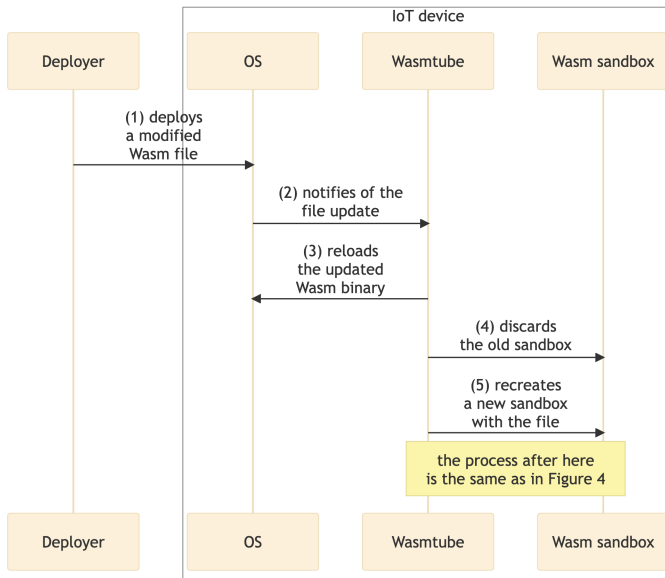 IoT device
Deployer
OS
Wasmtube
Wasm sandbox
(1) deploys
a modified
Wasm file
(2) notifies of the
file update
(3) reloads
the updated
Wasm binary
(4) discards
the old sandbox
(5) recreates
a new sandbox
with the file
the process after here
is the same as in Figure 4
Deployer
OS
Wasmtube
Wasm sandbox